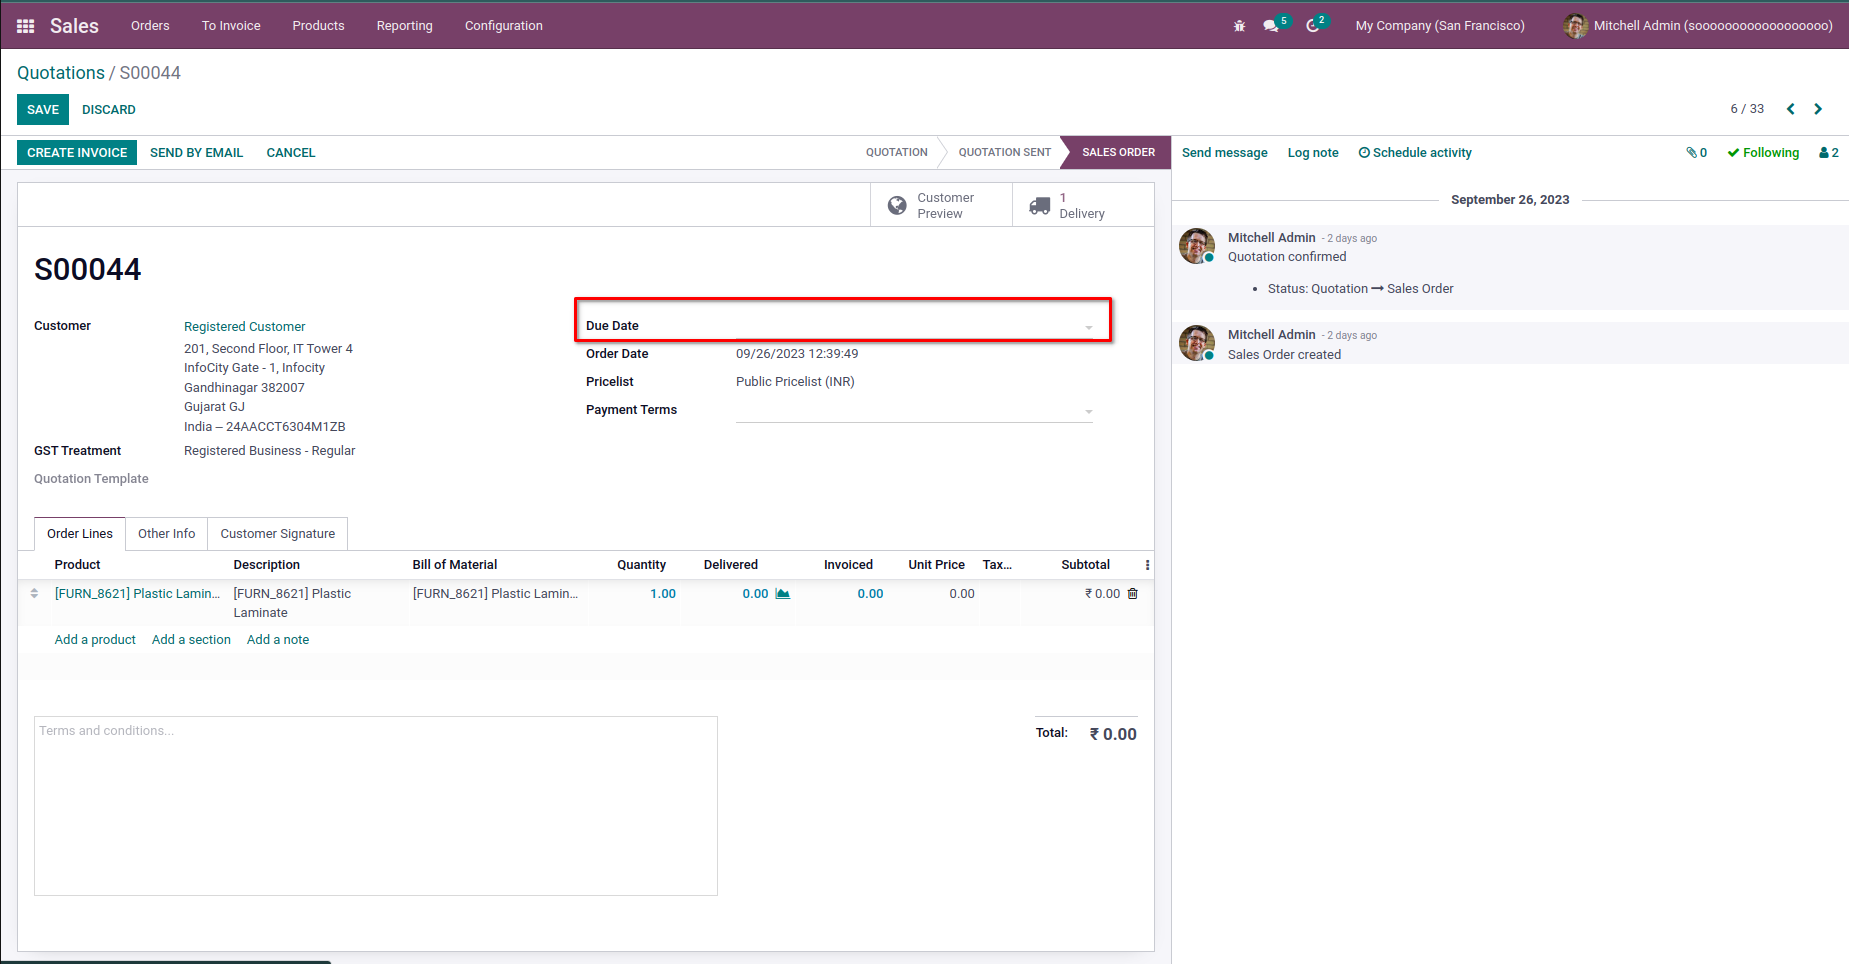 Sales Orders To Invoice Products Reporting Configuration 5 2 My Company (San Francisco) Mitchell Admin (sooooooooooooooooooo)
Quotations / S00044
SAVE DISCARD 6 / 33
CREATE INVOICE SEND BY EMAIL CANCEL QUOTATION QUOTATION SENT SALES ORDER
Customer Preview
1 Delivery
S00044
Customer Registered Customer
201, Second Floor, IT Tower 4
InfoCity Gate - 1, Infocity
Gandhinagar 382007
Gujarat GJ
India – 24AACCT6304M1ZB
GST Treatment Registered Business - Regular
Quotation Template
Due Date
Order Date 09/26/2023 12:39:49
Pricelist Public Pricelist (INR)
Payment Terms
Order Lines Other Info Customer Signature
Product Description Bill of Material Quantity Delivered Invoiced Unit Price Tax... Subtotal
[FURN_8621] Plastic Lamin... [FURN_8621] Plastic [FURN_8621] Plastic Lamin... 1.00 0.00 0.00 0.00 ₹ 0.00
Laminate
Add a product Add a section Add a note
Terms and conditions...
Total: ₹ 0.00
Send message Log note Schedule activity 0 Following 2
September 26, 2023
Mitchell Admin - 2 days ago
Quotation confirmed
• Status: Quotation → Sales Order
Mitchell Admin - 2 days ago
Sales Order created